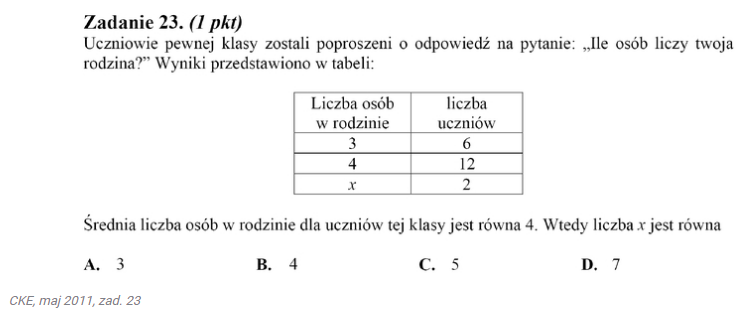 Zadanie 23. (1 pkt)
Uczniowie pewnej klasy zostali poproszeni o odpowiedź na pytanie: „Ile osób liczy twoja
rodzina?” Wyniki przedstawiono w tabeli:
Liczba osób w rodzinie | liczba uczniów
3 | 6
4 | 12
x | 2
Średnia liczba osób w rodzinie dla uczniów tej klasy jest równa 4. Wtedy liczba x jest równa
A. 3 B. 4 C. 5 D. 7
CKE, maj 2011, zad. 23